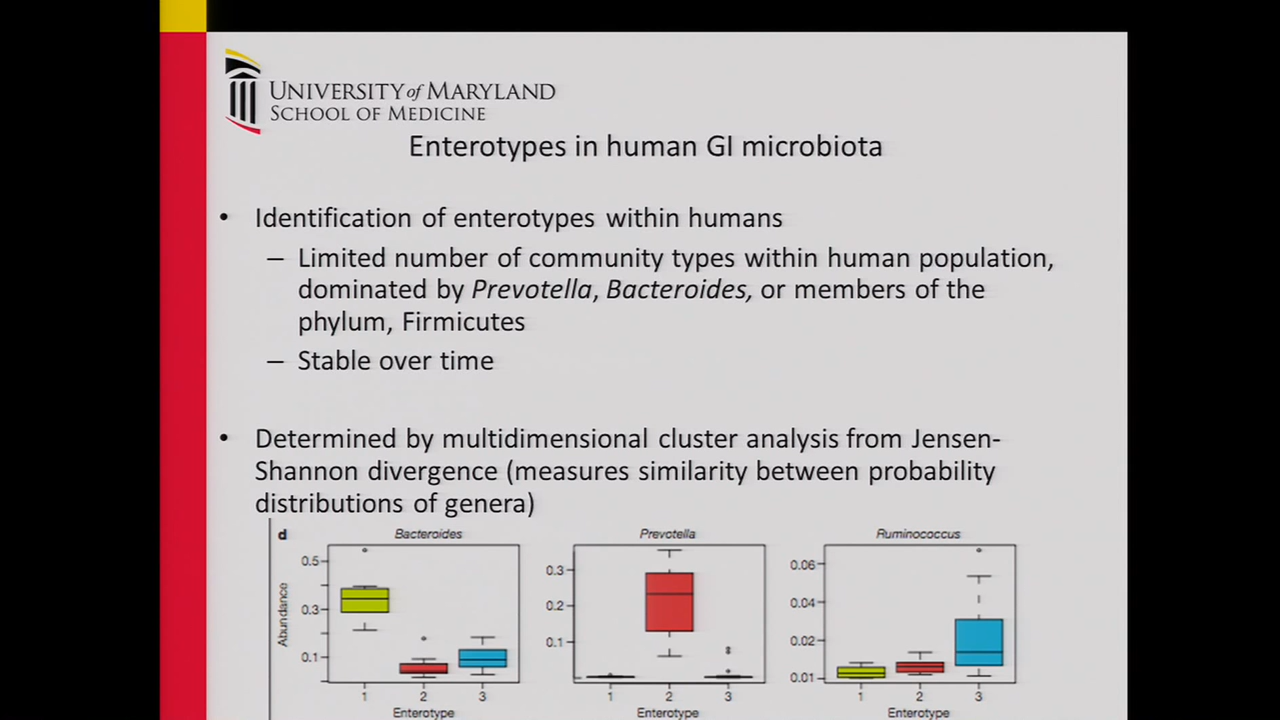 UNIVERSITY of MARYLAND
SCHOOL OF MEDICINE
Enterotypes in human GI microbiota
• Identification of enterotypes within humans
– Limited number of community types within human population,
dominated by Prevotella, Bacteroides, or members of the
phylum, Firmicutes
– Stable over time
• Determined by multidimensional cluster analysis from Jensen-
Shannon divergence (measures similarity between probability
distributions of genera)
d
Bacteroides
Prevotella
Ruminococcus
Abundance
0.5
0.3
0.1
0.3
0.2
0.1
0.06
0.04
0.02
0.01
1 2 3
1 2 3
1 2 3
Enterotype
Enterotype
Enterotype